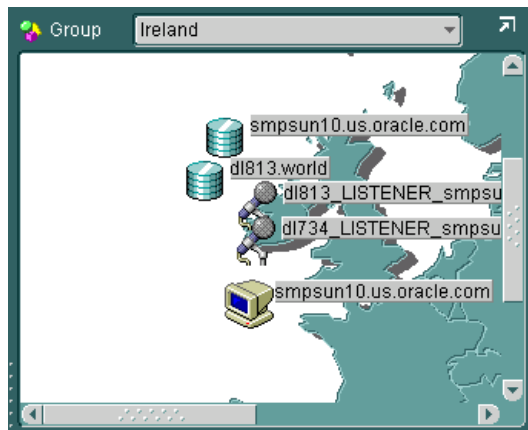 Group Ireland
smpsun10.us.oracle.com
dl813.world
dl813_LISTENER_smpsu
dl734_LISTENER_smpsu
smpsun10.us.oracle.com